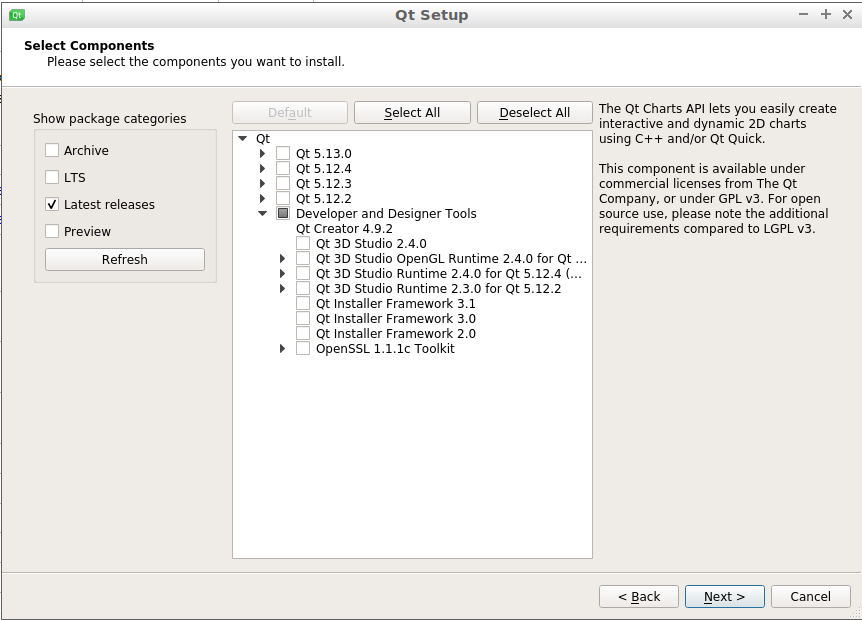 Qt Qt Setup
Select Components
Please select the components you want to install.
Show package categories
Archive
LTS
Latest releases
Preview
Refresh
Default Select All Deselect All
Qt
Qt 5.13.0
Qt 5.12.4
Qt 5.12.3
Qt 5.12.2
Developer and Designer Tools
Qt Creator 4.9.2
Qt 3D Studio 2.4.0
Qt 3D Studio OpenGL Runtime 2.4.0 for Qt ...
Qt 3D Studio Runtime 2.4.0 for Qt 5.12.4 (...
Qt 3D Studio Runtime 2.3.0 for Qt 5.12.2
Qt Installer Framework 3.1
Qt Installer Framework 3.0
Qt Installer Framework 2.0
OpenSSL 1.1.1c Toolkit
The Qt Charts API lets you easily create
interactive and dynamic 2D charts
using C++ and/or Qt Quick.
This component is available under
commercial licenses from The Qt
Company, or under GPL v3. For open
source use, please note the additional
requirements compared to LGPL v3.
< Back Next > Cancel